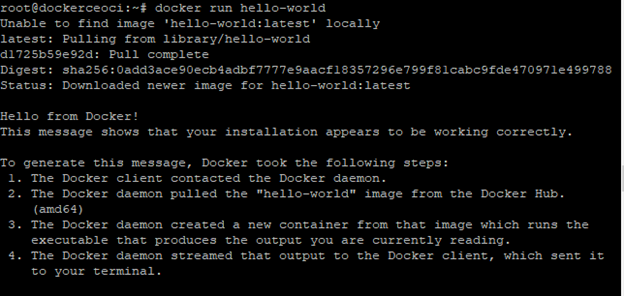 root@dockerceoci:~# docker run hello-world
Unable to find image 'hello-world:latest' locally
latest: Pulling from library/hello-world
d1725b59e92d: Pull complete
Digest: sha256:0add3ace90ecb4adbf7777e9aacf18357296e799f81cabc9fde470971e499788
Status: Downloaded newer image for hello-world:latest
Hello from Docker!
This message shows that your installation appears to be working correctly.
To generate this message, Docker took the following steps:
1. The Docker client contacted the Docker daemon.
2. The Docker daemon pulled the "hello-world" image from the Docker Hub.
(amd64)
3. The Docker daemon created a new container from that image which runs the
executable that produces the output you are currently reading.
4. The Docker daemon streamed that output to the Docker client, which sent it
to your terminal.